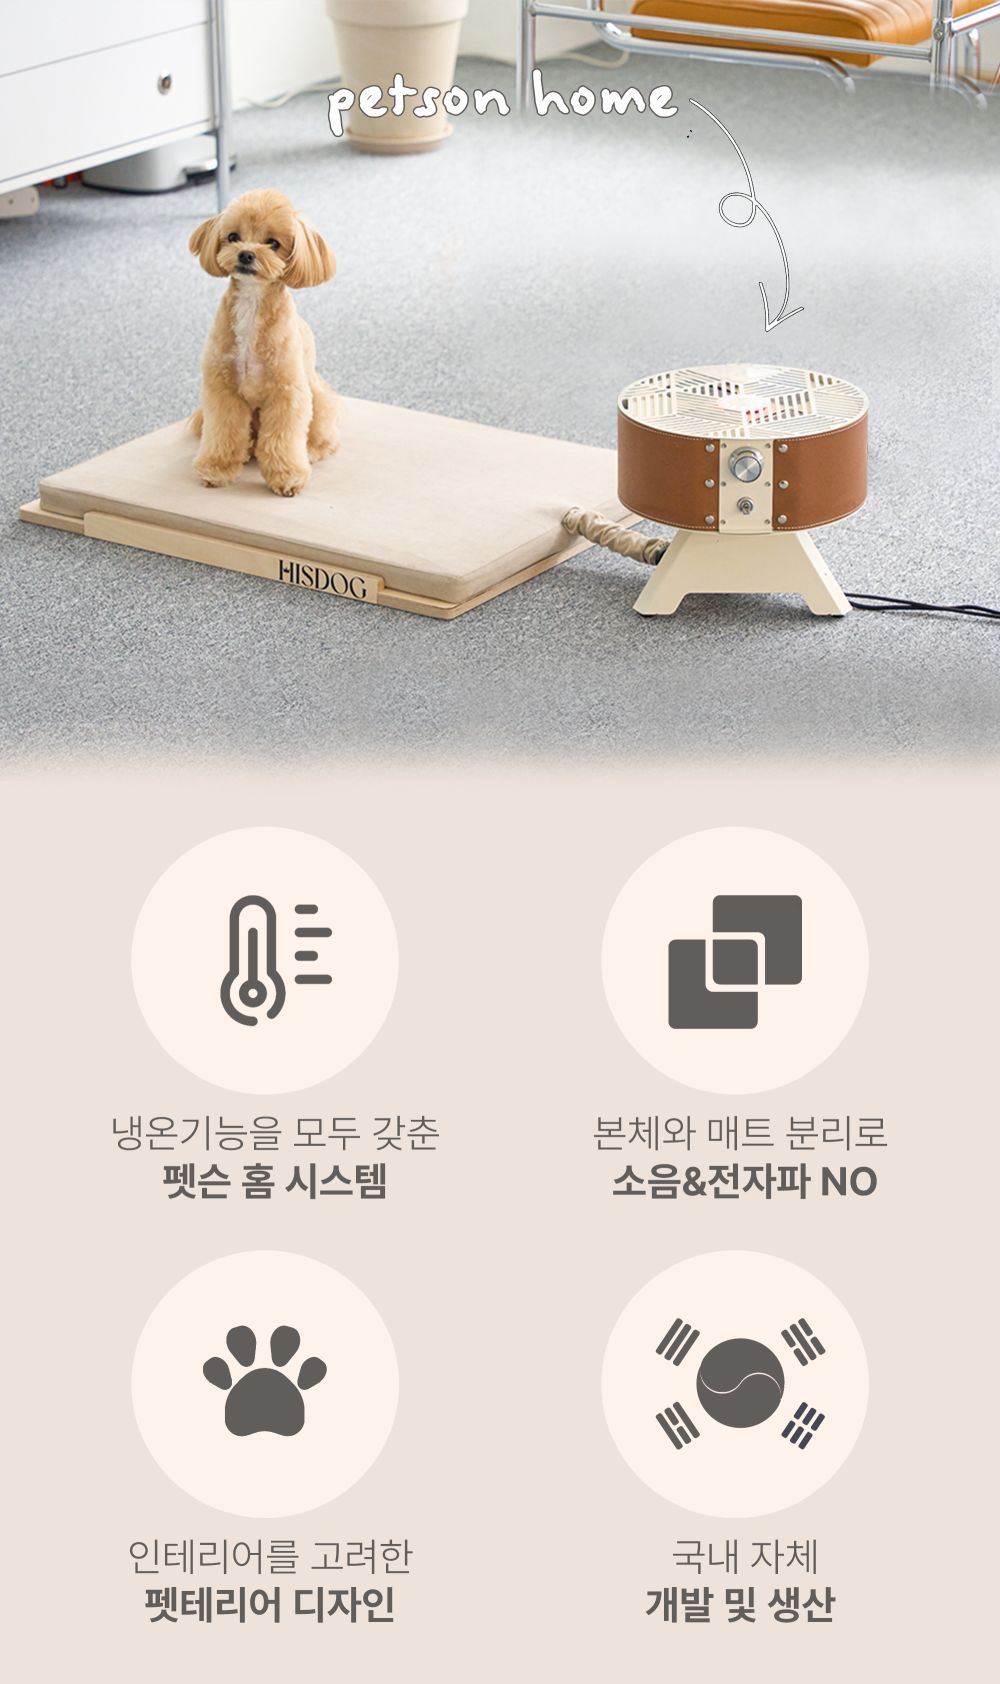 petson home
HISDOG
냉온기능을 모두 갖춘
펫슨 홈 시스템
본체와 매트 분리로
소음&전자파 NO
인테리어를 고려한
펫테리어 디자인
국내 자체
개발 및 생산